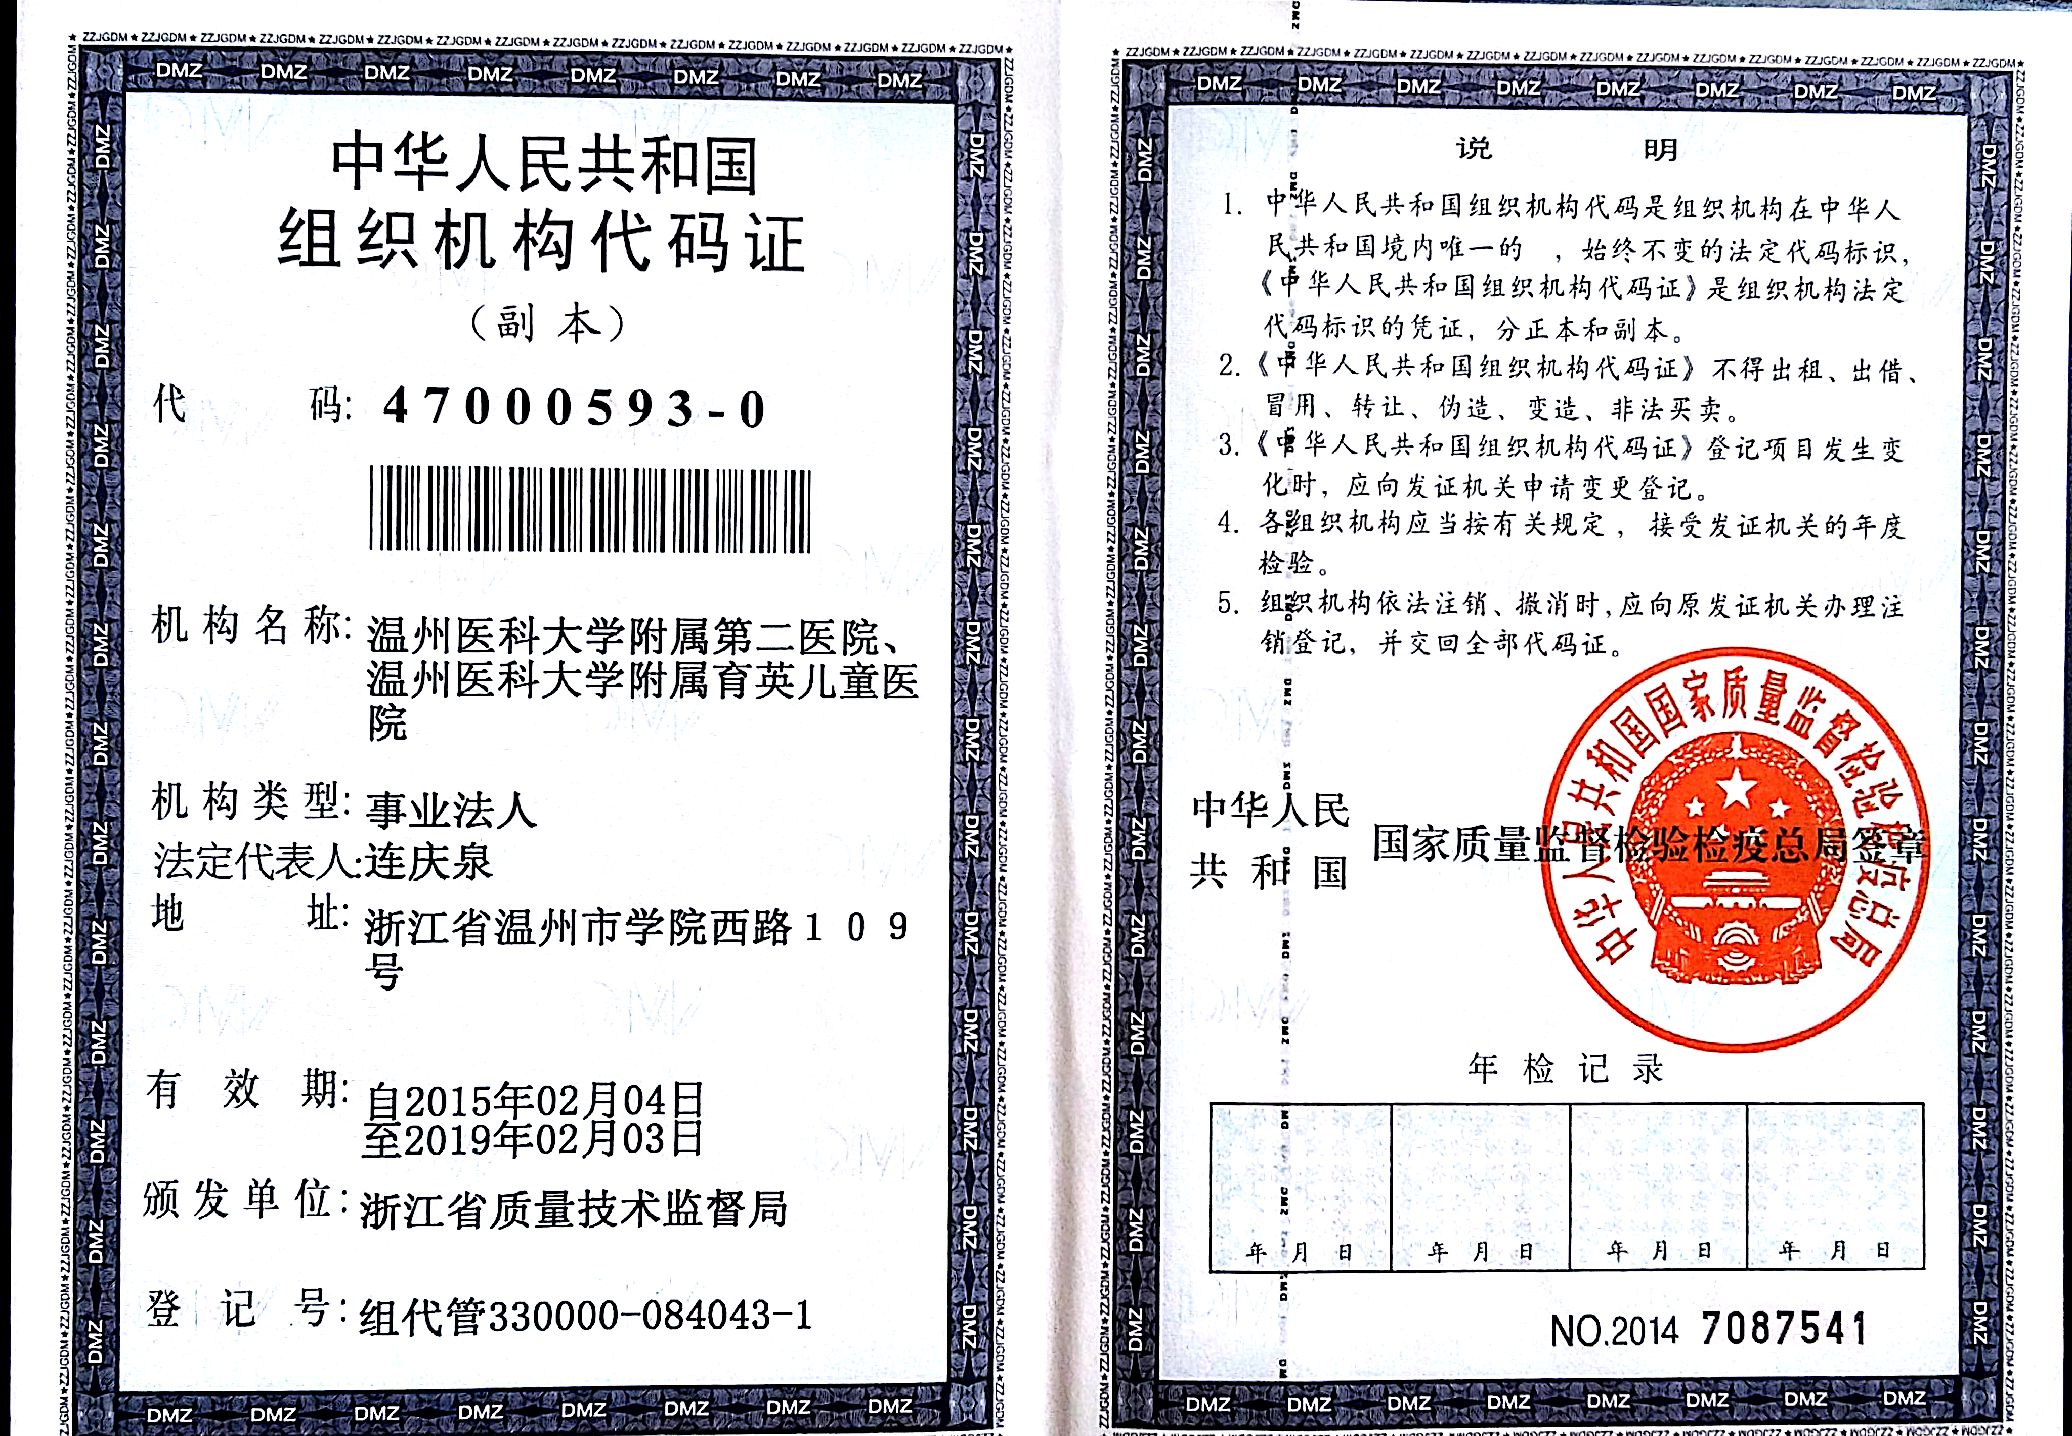 中华人民共和国
组织机构代码证
（副 本）
代 码: 47000593-0
机构名称: 温州医科大学附属第二医院、
温州医科大学附属育英儿童医
院
机构类型: 事业法人
法定代表人:连庆泉
地 址: 浙江省温州市学院西路109
号
有 效 期: 自2015年02月04日
至2019年02月03日
颁发单位: 浙江省质量技术监督局
登 记 号: 组代管330000-084043-1
说 明
1. 中华人民共和国组织机构代码是组织机构在中华人
民共和国境内唯一的 ，始终不变的法定代码标识，
《中华人民共和国组织机构代码证》是组织机构法定
代码标识的凭证，分正本和副本。
2.《中华人民共和国组织机构代码证》不得出租、出借、
冒用、转让、伪造、变造、非法买卖。
3.《中华人民共和国组织机构代码证》登记项目发生变
化时，应向发证机关申请变更登记。
4. 各组织机构应当按有关规定，接受发证机关的年度
检验。
5. 组织机构依法注销、撤消时,应向原发证机关办理注
销登记，并交回全部代码证。
中华人民共和国国家质量监督检验检疫总局
中华人民
共和国
国家质量监督检验检疫总局签章
年检记录
年 月 日 年 月 日 年 月 日 年 月 日
NO.2014 7087541